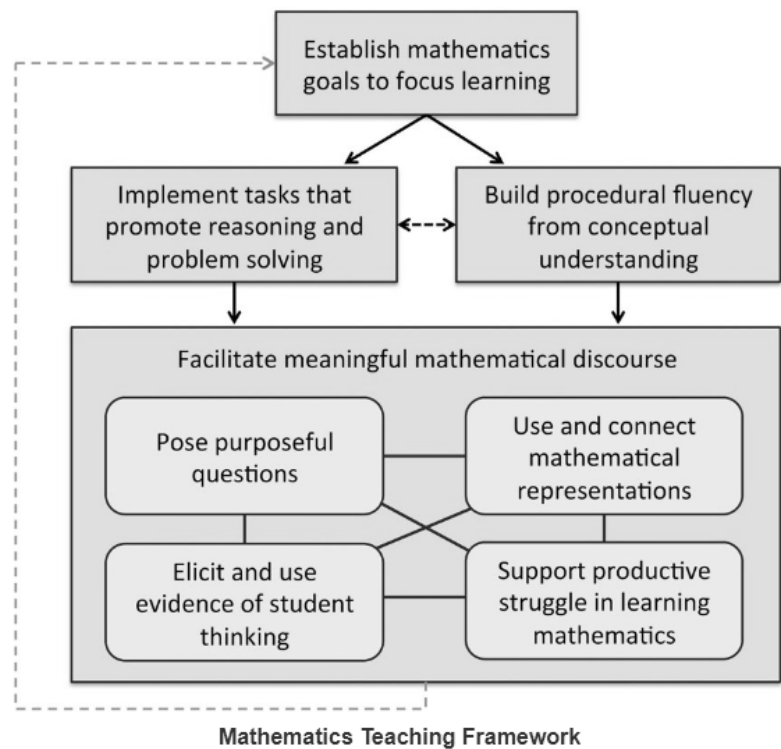 Establish mathematics
goals to focus learning
Implement tasks that
promote reasoning and
problem solving
Build procedural fluency
from conceptual
understanding
Facilitate meaningful mathematical discourse
Pose purposeful
questions
Use and connect
mathematical
representations
Elicit and use
evidence of student
thinking
Support productive
struggle in learning
mathematics
Mathematics Teaching Framework